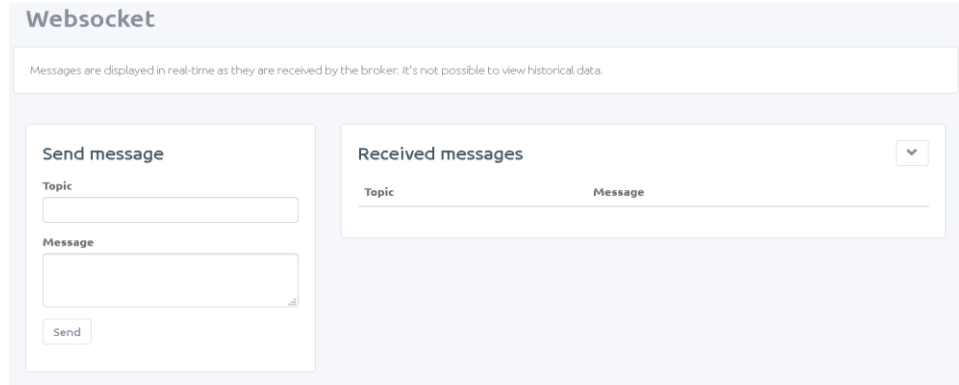 Websocket
Messages are displayed in real-time as they are received by the broker. It's not possible to view historical data.
Send message
Topic
Message
Send
Received messages
Topic Message